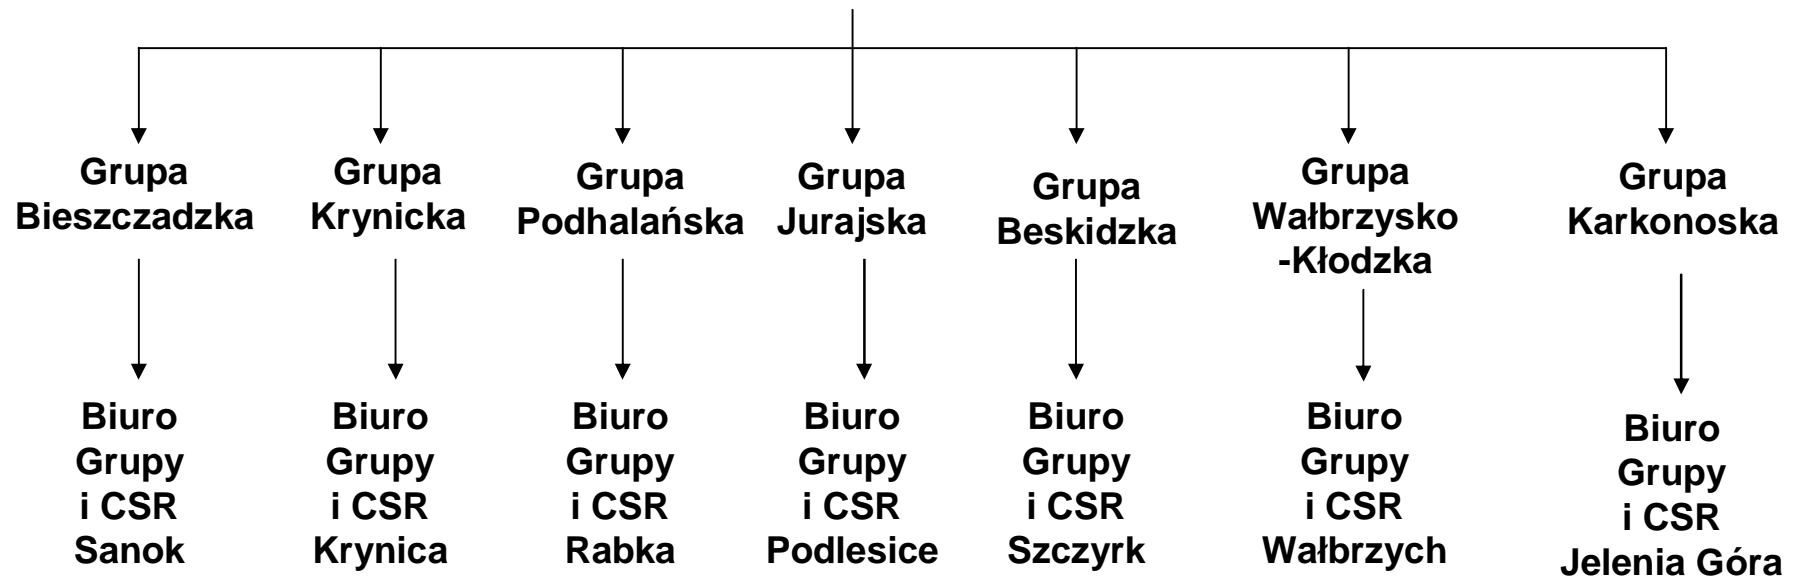 Grupa
Bieszczadzka
Grupa
Krynicka
Grupa
Podhalańska
Grupa
Jurajska
Grupa
Beskidzka
Grupa
Wałbrzysko
-Kłodzka
Grupa
Karkonoska
Biuro
Grupy
i CSR
Sanok
Biuro
Grupy
i CSR
Krynica
Biuro
Grupy
i CSR
Rabka
Biuro
Grupy
i CSR
Podlesice
Biuro
Grupy
i CSR
Szczyrk
Biuro
Grupy
i CSR
Wałbrzych
Biuro
Grupy
i CSR
Jelenia Góra